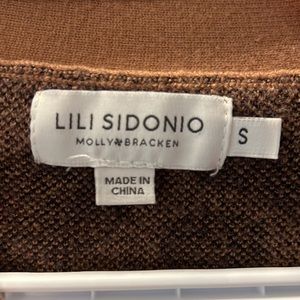 LILI SIDONIO
MOLLY BRACKEN
S
MADE IN
CHINA